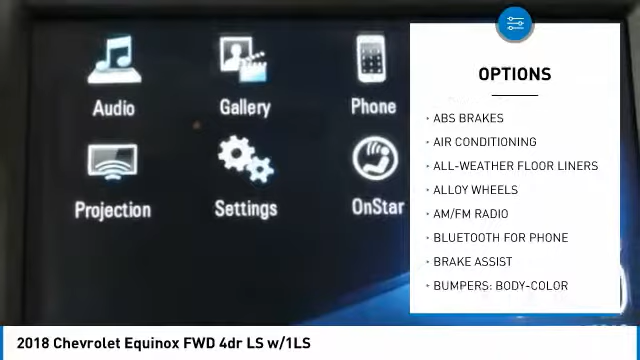 Audio
Gallery
Phone
Projection
Settings
OnStar
OPTIONS
ABS BRAKES
AIR CONDITIONING
ALL-WEATHER FLOOR LINERS
ALLOY WHEELS
AM/FM RADIO
BLUETOOTH FOR PHONE
BRAKE ASSIST
BUMPERS: BODY-COLOR
2018 Chevrolet Equinox FWD 4dr LS w/1LS